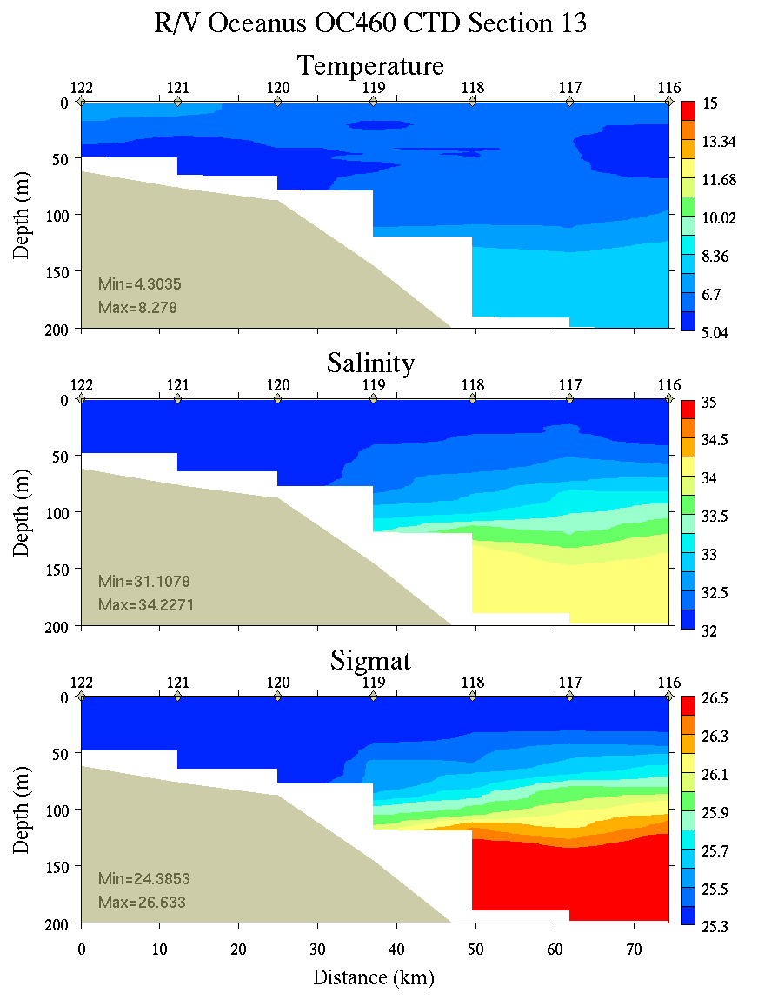 R/V Oceanus OC460 CTD Section 13
Temperature
122 121 120 119 118 117 116
0
50
100
150
200
Depth (m)
Min=4.3035
Max=8.278
15
13.34
11.68
10.02
8.36
6.7
5.04
Salinity
122 121 120 119 118 117 116
0
50
100
150
200
Depth (m)
Min=31.1078
Max=34.2271
35
34.5
34
33.5
33
32.5
32
Sigmat
122 121 120 119 118 117 116
0
50
100
150
200
Depth (m)
Min=24.3853
Max=26.633
26.5
26.3
26.1
25.9
25.7
25.5
25.3
0 10 20 30 40 50 60 70
Distance (km)